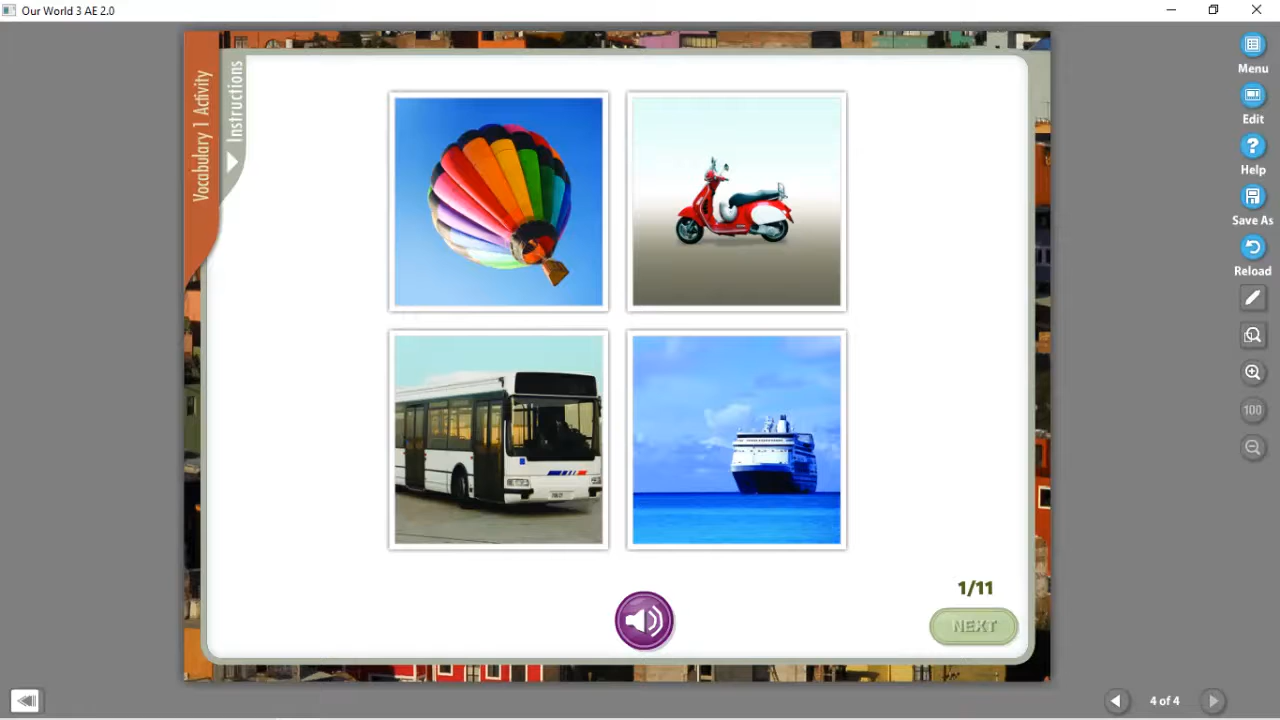 Our World 3 AE 2.0
Vocabulary 1 Activity
Instructions
Menu
Edit
Help
Save As
Reload
100
1/11
NEXT
4 of 4